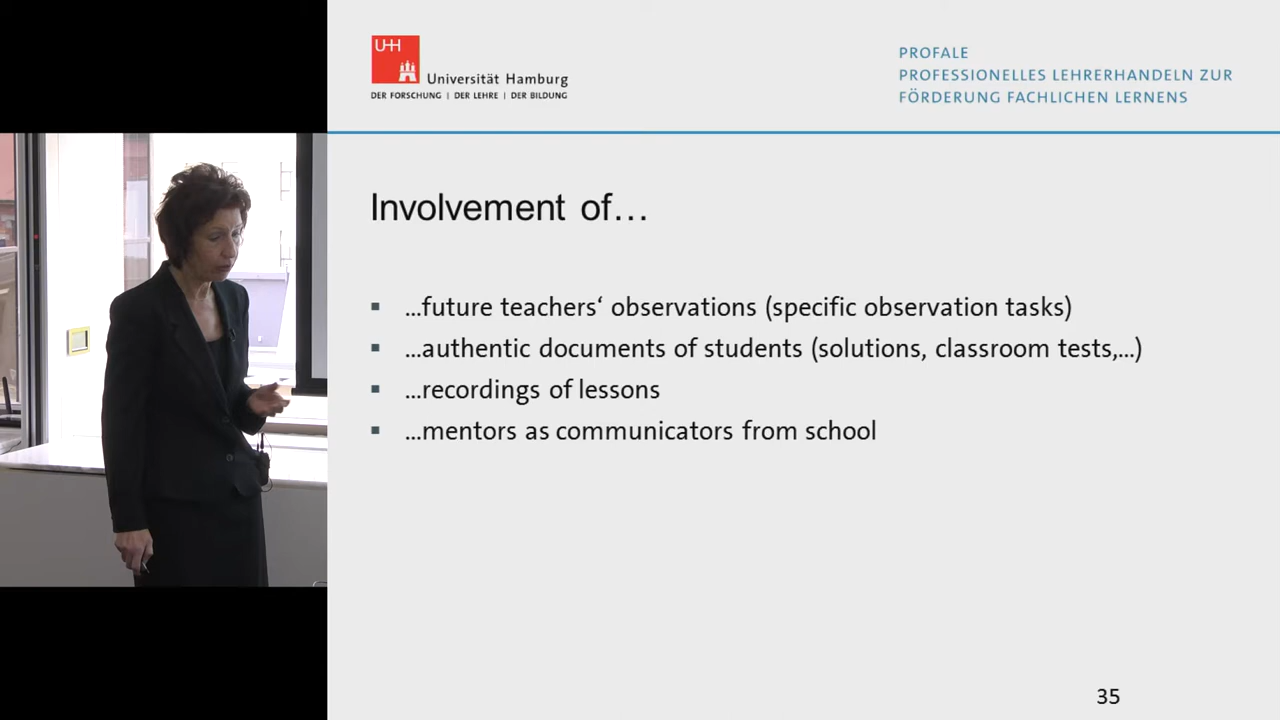 UHH
Universität Hamburg
DER FORSCHUNG | DER LEHRE | DER BILDUNG
PROFALE
PROFESSIONELLES LEHRERHANDELN ZUR
FÖRDERUNG FACHLICHEN LERNENS
Involvement of…
▪ …future teachers‘ observations (specific observation tasks)
▪ …authentic documents of students (solutions, classroom tests,…)
▪ …recordings of lessons
▪ …mentors as communicators from school
35